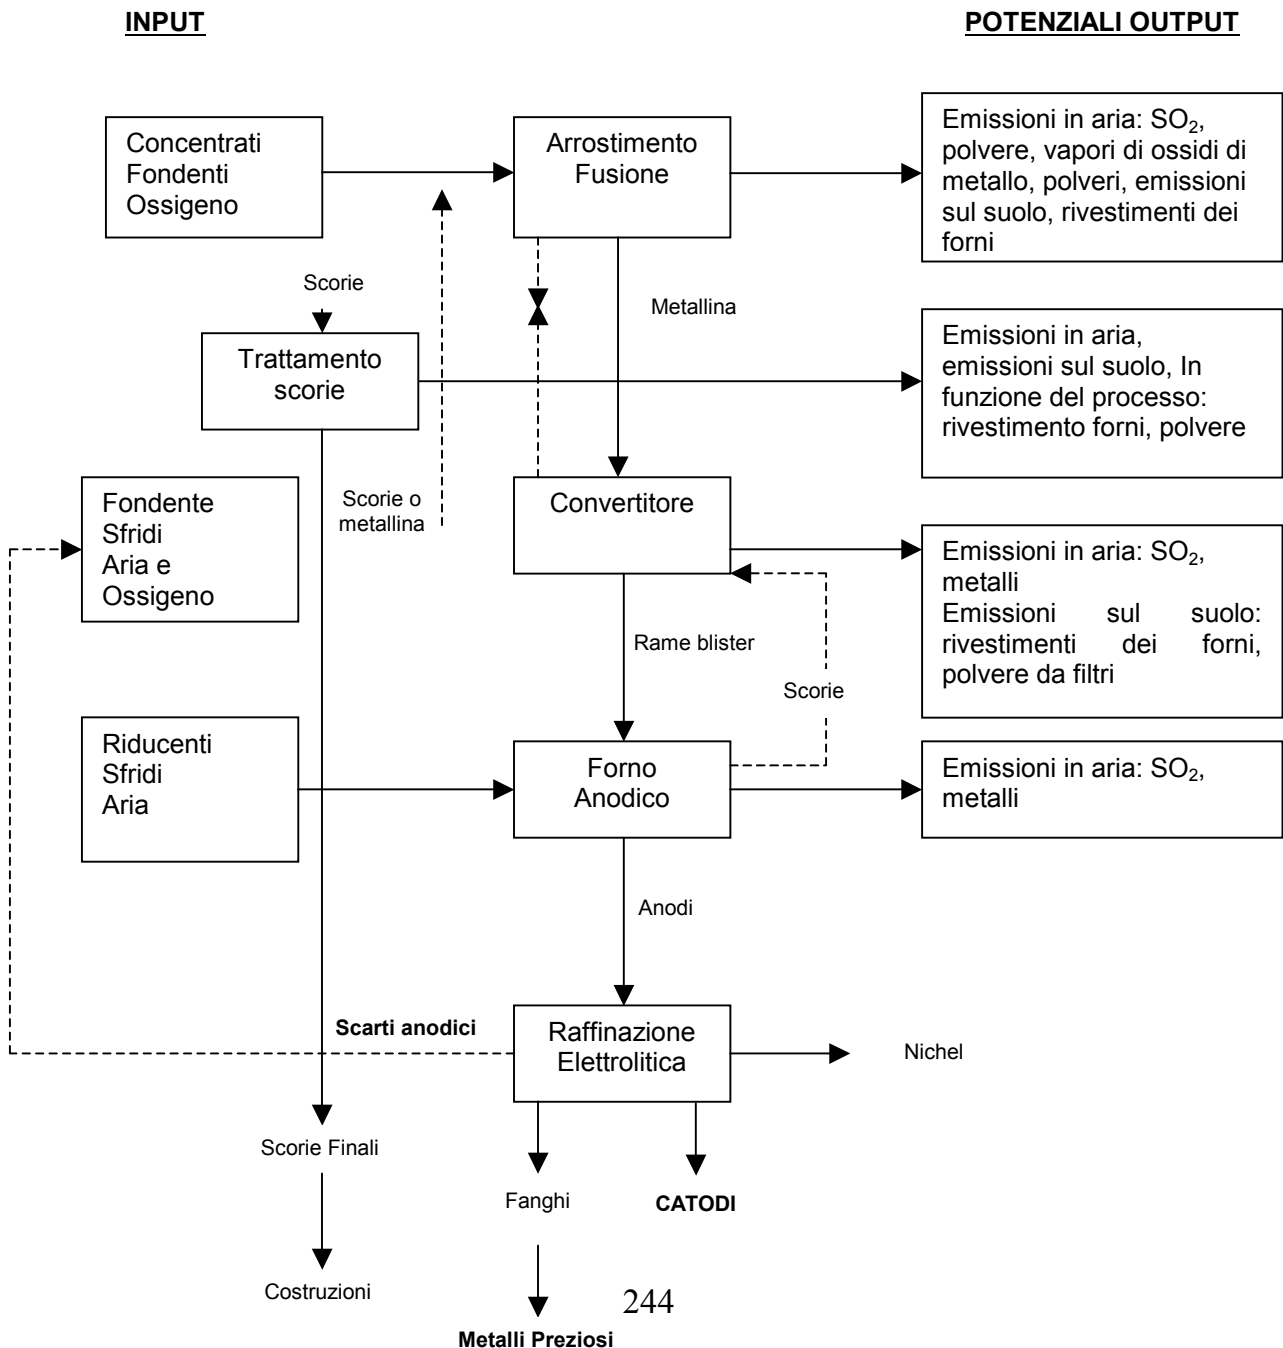 INPUT
POTENZIALI OUTPUT
Concentrati
Fondenti
Ossigeno
Arrostimento
Fusione
Emissioni in aria: SO₂,
polvere, vapori di ossidi di
metallo, polveri, emissioni
sul suolo, rivestimenti dei
forni
Scorie
Metallina
Trattamento
scorie
Emissioni in aria,
emissioni sul suolo, In
funzione del processo:
rivestimento forni, polvere
Fondente
Sfridi
Aria e
Ossigeno
Scorie o
metallina
Convertitore
Emissioni in aria: SO₂,
metalli
Emissioni sul suolo:
rivestimenti dei forni,
polvere da filtri
Rame blister
Scorie
Riducenti
Sfridi
Aria
Forno
Anodico
Emissioni in aria: SO₂,
metalli
Anodi
Scarti anodici
Raffinazione
Elettrolitica
Nichel
Scorie Finali
Fanghi
CATODI
Costruzioni
244
Metalli Preziosi